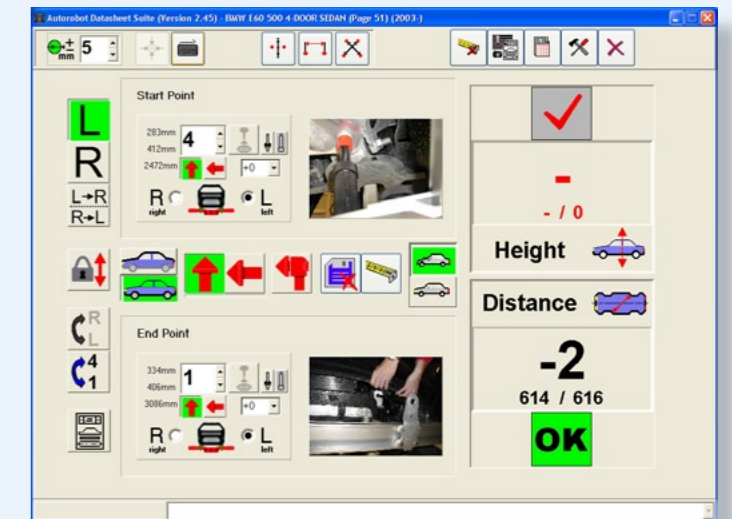 Autorobot Datasheet Suite (Version 2.45) - BMW E60 500 4-DOOR SEDAN (Page 51) (2003-)
± mm 5
Start Point
L
R
L→R
R→L
283mm
412mm
2472mm
4
+0
R right
L left
- / 0
Height
Distance
-2
614 / 616
OK
R
L
4
1
End Point
334mm
406mm
3086mm
1
+0
R right
L left